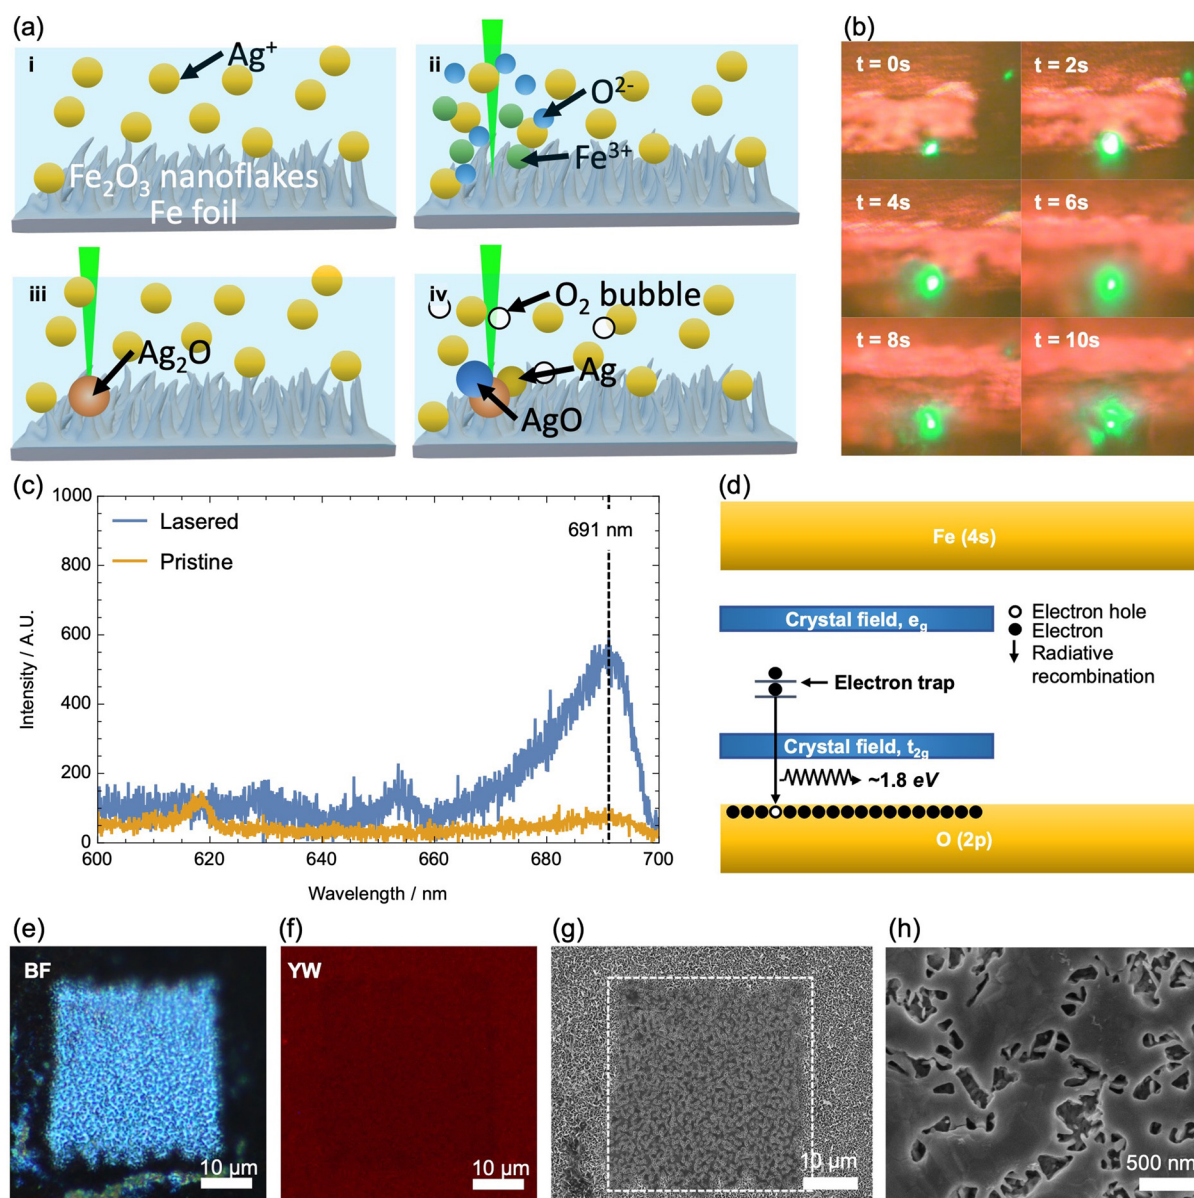 (a)
i
Ag⁺
Fe₂O₃ nanoflakes
Fe foil
ii
O²⁻
Fe³⁺
iii
Ag₂O
iv
O₂ bubble
Ag
AgO
(b)
t = 0s
t = 2s
t = 4s
t = 6s
t = 8s
t = 10s
(c)
1000
800
600
400
200
0
Intensity / A.U.
Lasered
Pristine
691 nm
600
620
640
660
680
700
Wavelength / nm
(d)
Fe (4s)
Crystal field, e_g
Electron hole
Electron
Radiative
recombination
Electron trap
Crystal field, t₂g
~1.8 eV
O (2p)
(e)
BF
10 µm
(f)
YW
10 µm
(g)
10 µm
(h)
500 nm